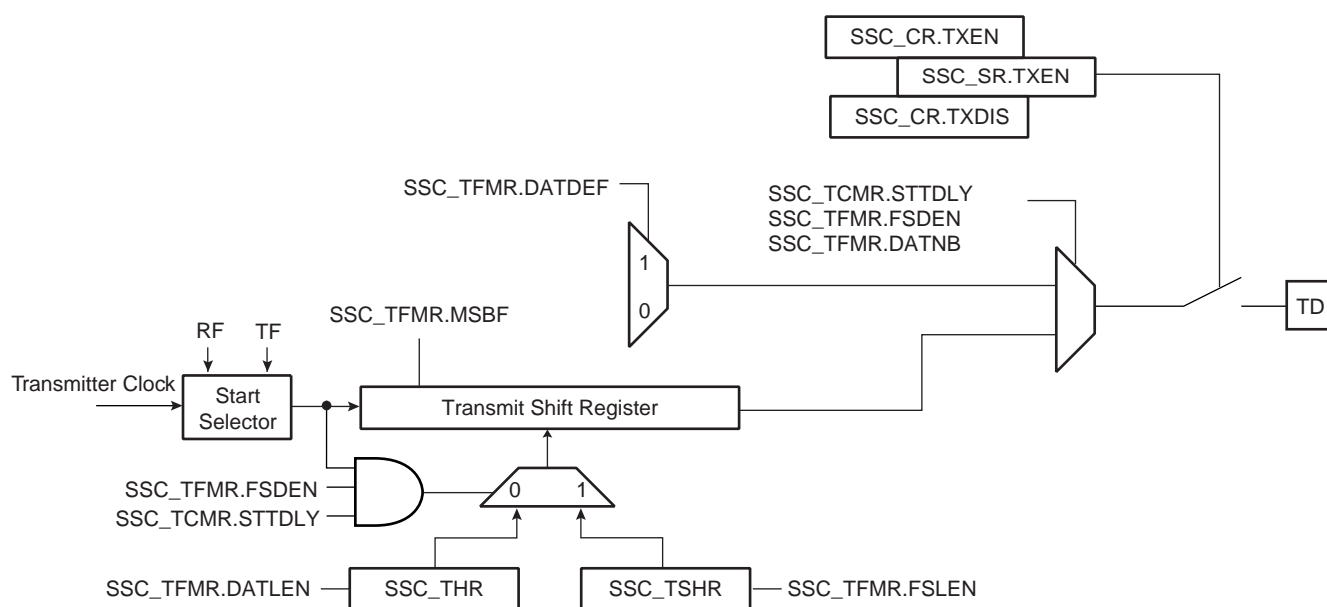 SSC_CR.TXEN
SSC_SR.TXEN
SSC_CR.TXDIS
SSC_TFMR.DATDEF
SSC_TCMR.STTDLY
SSC_TFMR.FSDEN
SSC_TFMR.DATNB
1
0
TD
SSC_TFMR.MSBF
RF
TF
Transmitter Clock
Start
Selector
Transmit Shift Register
SSC_TFMR.FSDEN
SSC_TCMR.STTDLY
0
1
SSC_TFMR.DATLEN
SSC_THR
SSC_TSHR
SSC_TFMR.FSLEN